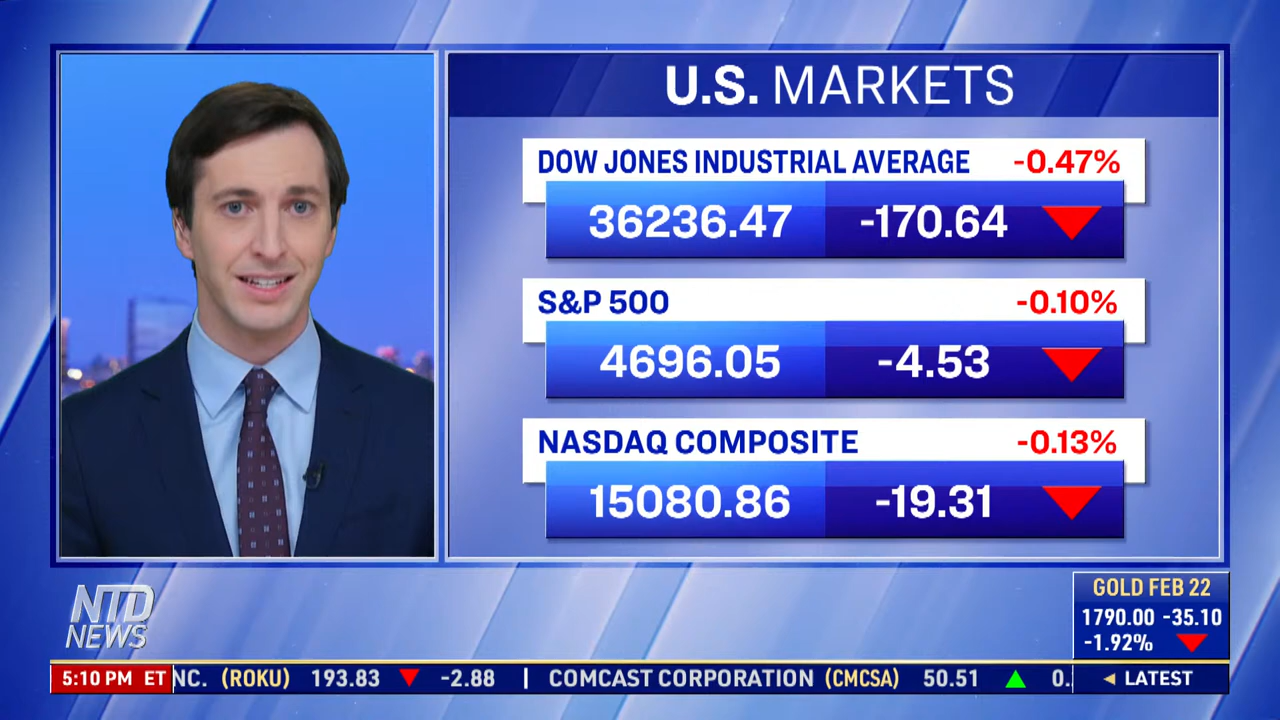 U.S. MARKETS
DOW JONES INDUSTRIAL AVERAGE -0.47%
36236.47 -170.64
S&P 500 -0.10%
4696.05 -4.53
NASDAQ COMPOSITE -0.13%
15080.86 -19.31
NTD
NEWS
GOLD FEB 22
1790.00 -35.10
-1.92%
5:10 PM ET NC. (ROKU) 193.83 -2.88 | COMCAST CORPORATION (CMCSA) 50.51 0. LATEST